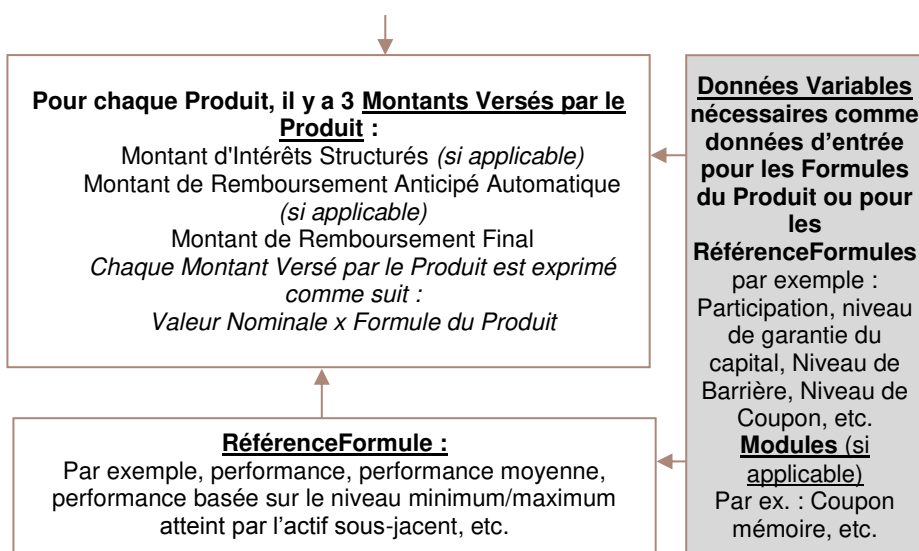 Pour chaque Produit, il y a 3 Montants Versés par le
Produit :
Montant d'Intérêts Structurés (si applicable)
Montant de Remboursement Anticipé Automatique
(si applicable)
Montant de Remboursement Final
Chaque Montant Versé par le Produit est exprimé
comme suit :
Valeur Nominale x Formule du Produit
RéférenceFormule :
Par exemple, performance, performance moyenne,
performance basée sur le niveau minimum/maximum
atteint par l'actif sous-jacent, etc.
Données Variables
nécessaires comme
données d'entrée
pour les Formules
du Produit ou pour
les
RéférenceFormules
par exemple :
Participation, niveau
de garantie du
capital, Niveau de
Barrière, Niveau de
Coupon, etc.
Modules (si
applicable)
Par ex. : Coupon
mémoire, etc.